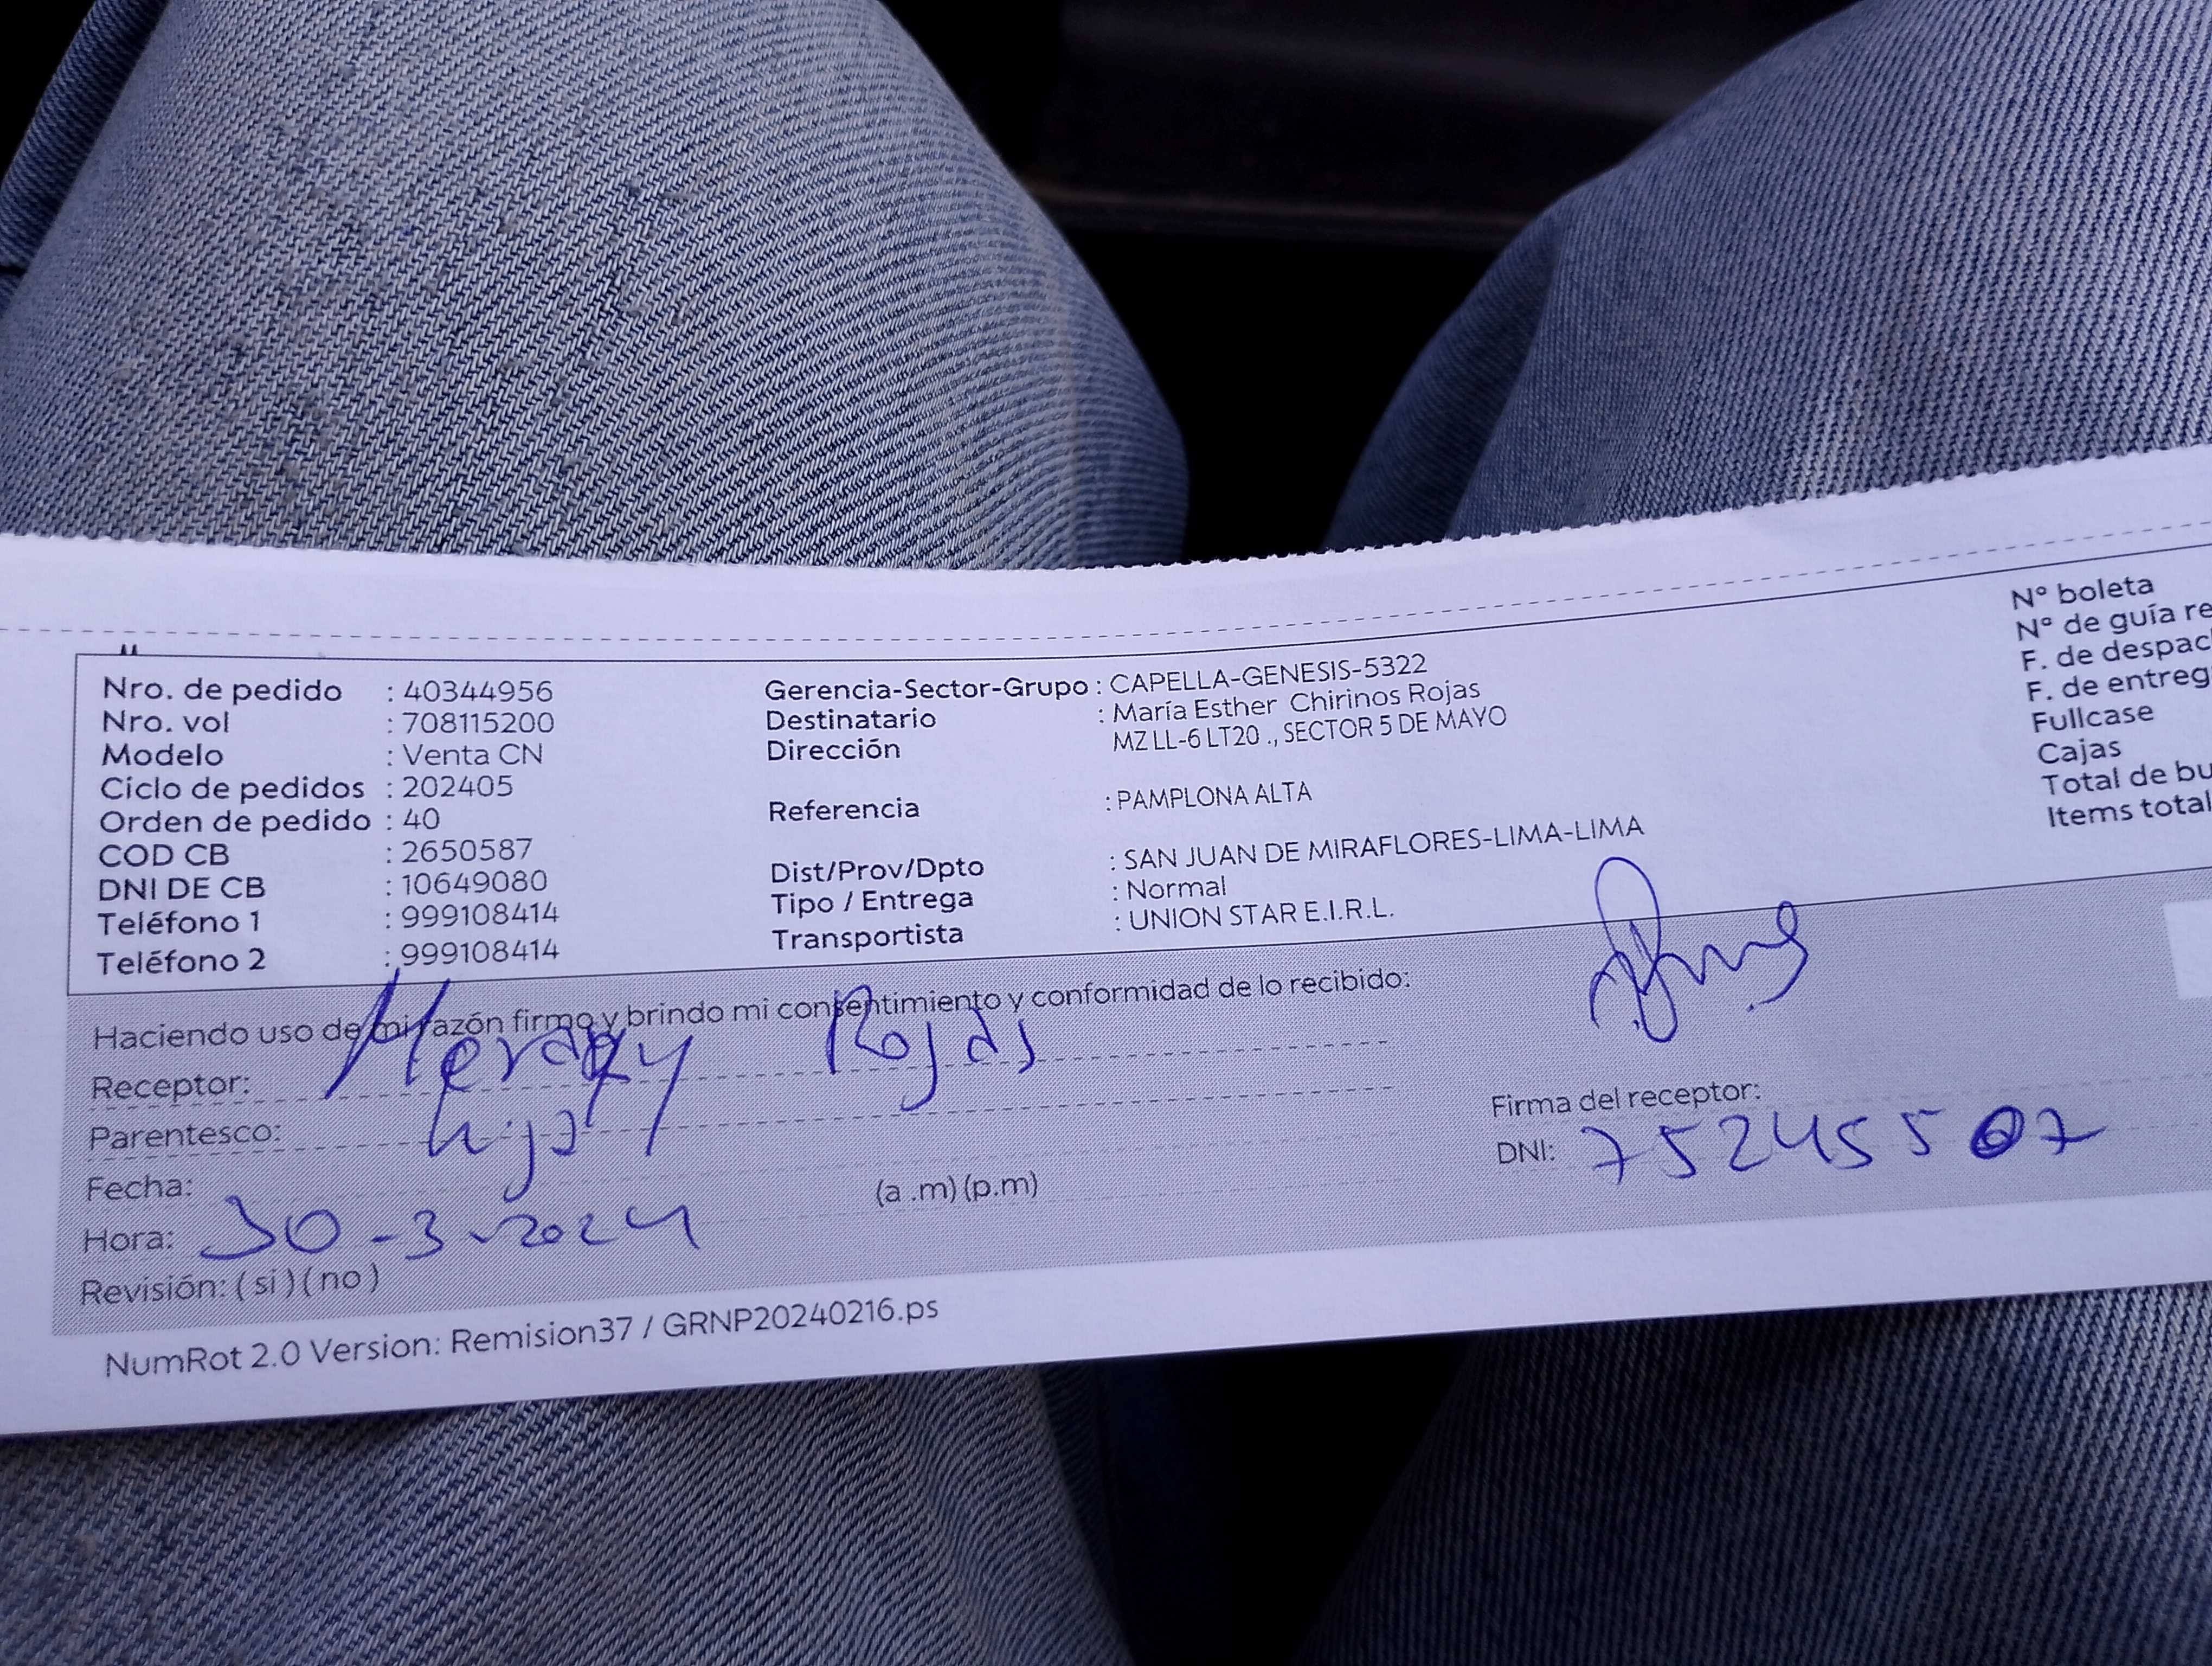 Nro. de pedido : 40344956
Nro. vol : 708115200
Modelo : Venta CN
Ciclo de pedidos : 202405
Orden de pedido : 40
COD CB : 2650587
DNI DE CB : 10649080
Teléfono 1 : 999108414
Teléfono 2 : 999108414
Gerencia-Sector-Grupo : CAPELLA-GENESIS-5322
Destinatario : María Esther Chirinos Rojas
Dirección MZ LL-6 LT20 ., SECTOR 5 DE MAYO
Referencia : PAMPLONA ALTA
Dist/Prov/Dpto : SAN JUAN DE MIRAFLORES-LIMA-LIMA
Tipo / Entrega : Normal
Transportista : UNION STAR E.I.R.L.
N° boleta
N° de guía re
F. de despac
F. de entreg
Fullcase
Cajas
Total de bu
Items total
Haciendo uso de mi razón firmo y brindo mi consentimiento y conformidad de lo recibido:
Receptor: Rojas
Parentesco: hija
Fecha:
Hora: 30-3-2024 (a .m) (p.m)
Revisión: ( si ) ( no )
Firma del receptor:
DNI: 75245507
NumRot 2.0 Version: Remision37 / GRNP20240216.ps